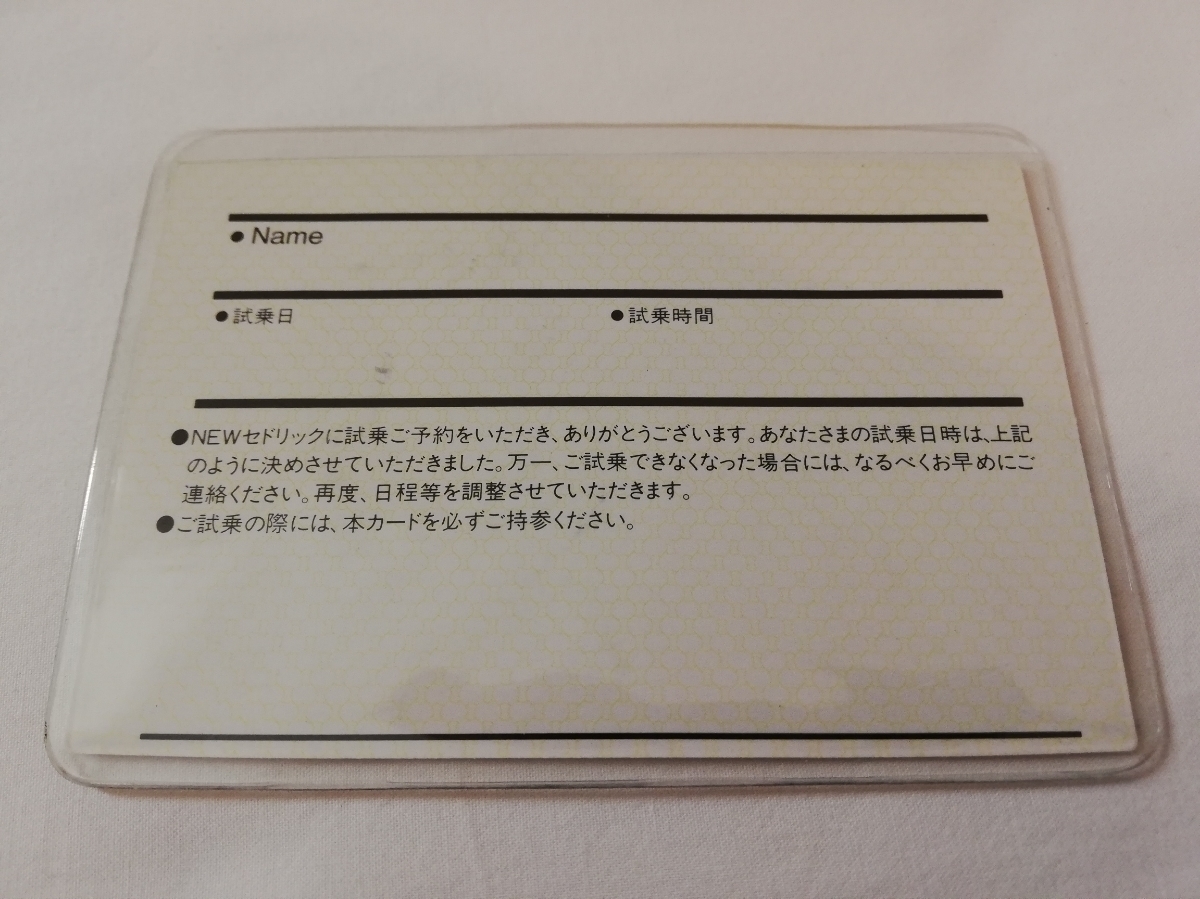 ●Name
●試乗日 ●試乗時間
●NEWセドリックに試乗ご予約をいただき、ありがとうございます。あなたさまの試乗日時は、上記
のように決めさせていただきました。万一、ご試乗できなくなった場合には、なるべくお早めにご
連絡ください。再度、日程等を調整させていただきます。
●ご試乗の際には、本カードを必ずご持参ください。